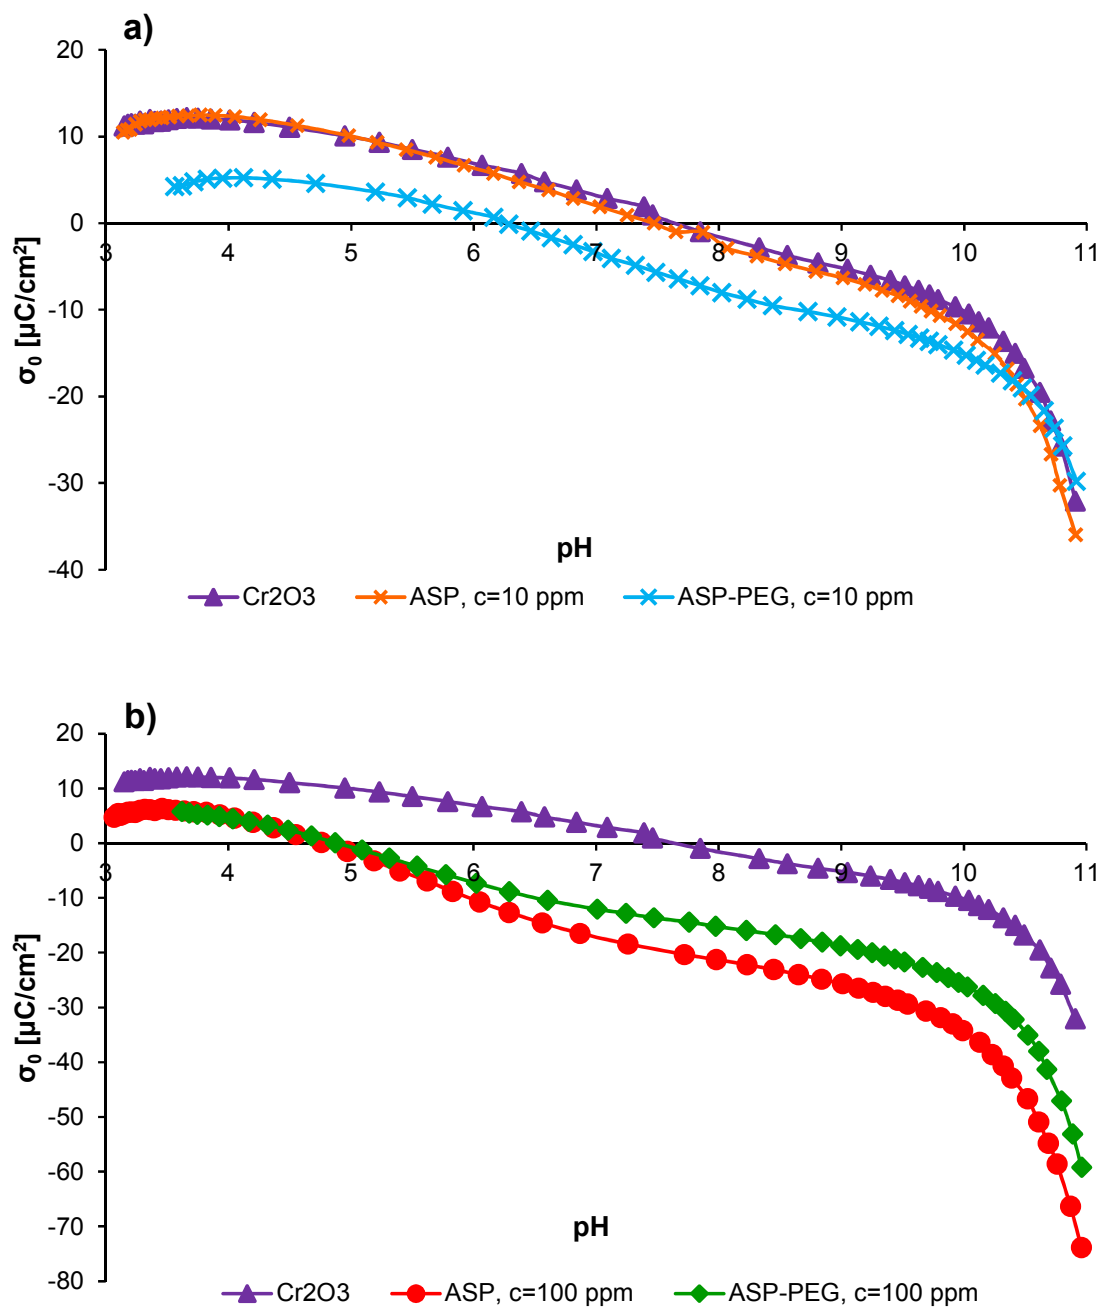 a)
20
10
0
-10
-20
-30
-40
3 4 5 6 7 8 9 10 11
σ0 [µC/cm²]
pH
Cr2O3 ASP, c=10 ppm ASP-PEG, c=10 ppm
b)
20
10
0
-10
-20
-30
-40
-50
-60
-70
-80
3 4 5 6 7 8 9 10 11
σ0 [µC/cm²]
pH
Cr2O3 ASP, c=100 ppm ASP-PEG, c=100 ppm